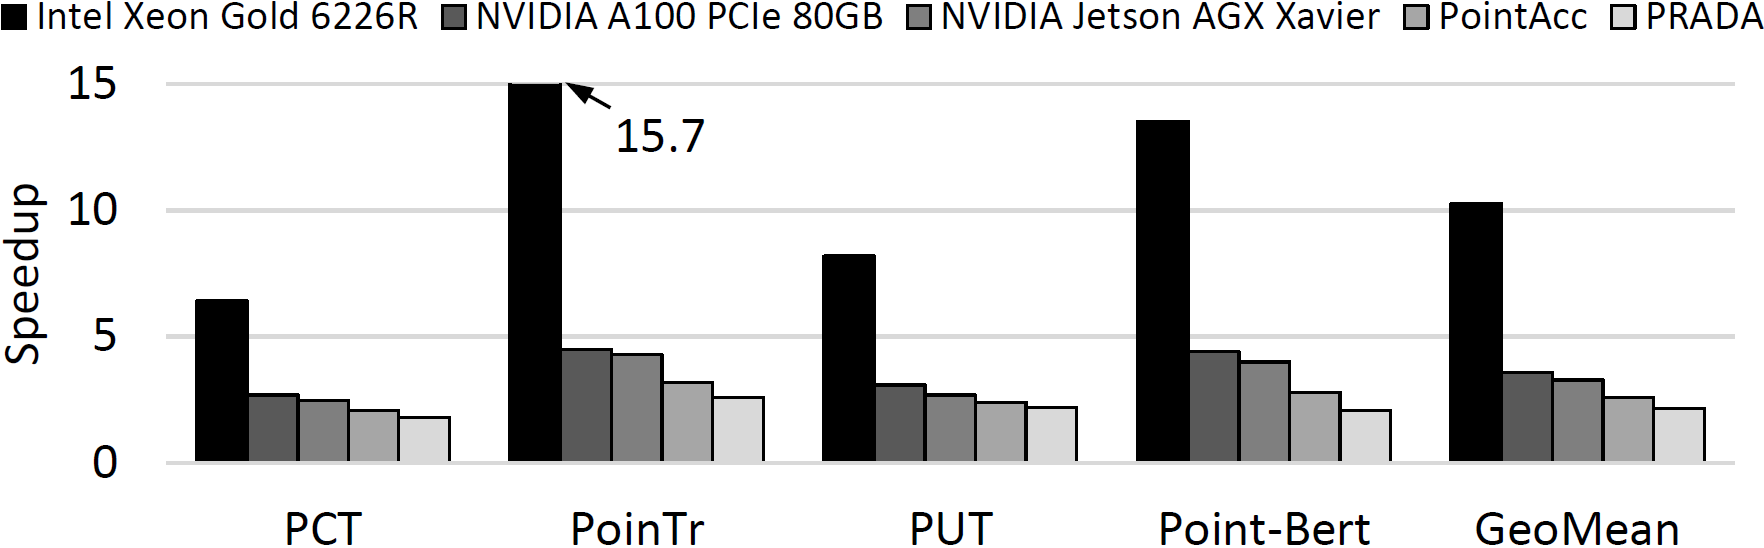 Intel Xeon Gold 6226R NVIDIA A100 PCIe 80GB NVIDIA Jetson AGX Xavier PointAcc PRADA
15
15.7
10
5
0
Speedup
PCT PoinTr PUT Point-Bert GeoMean